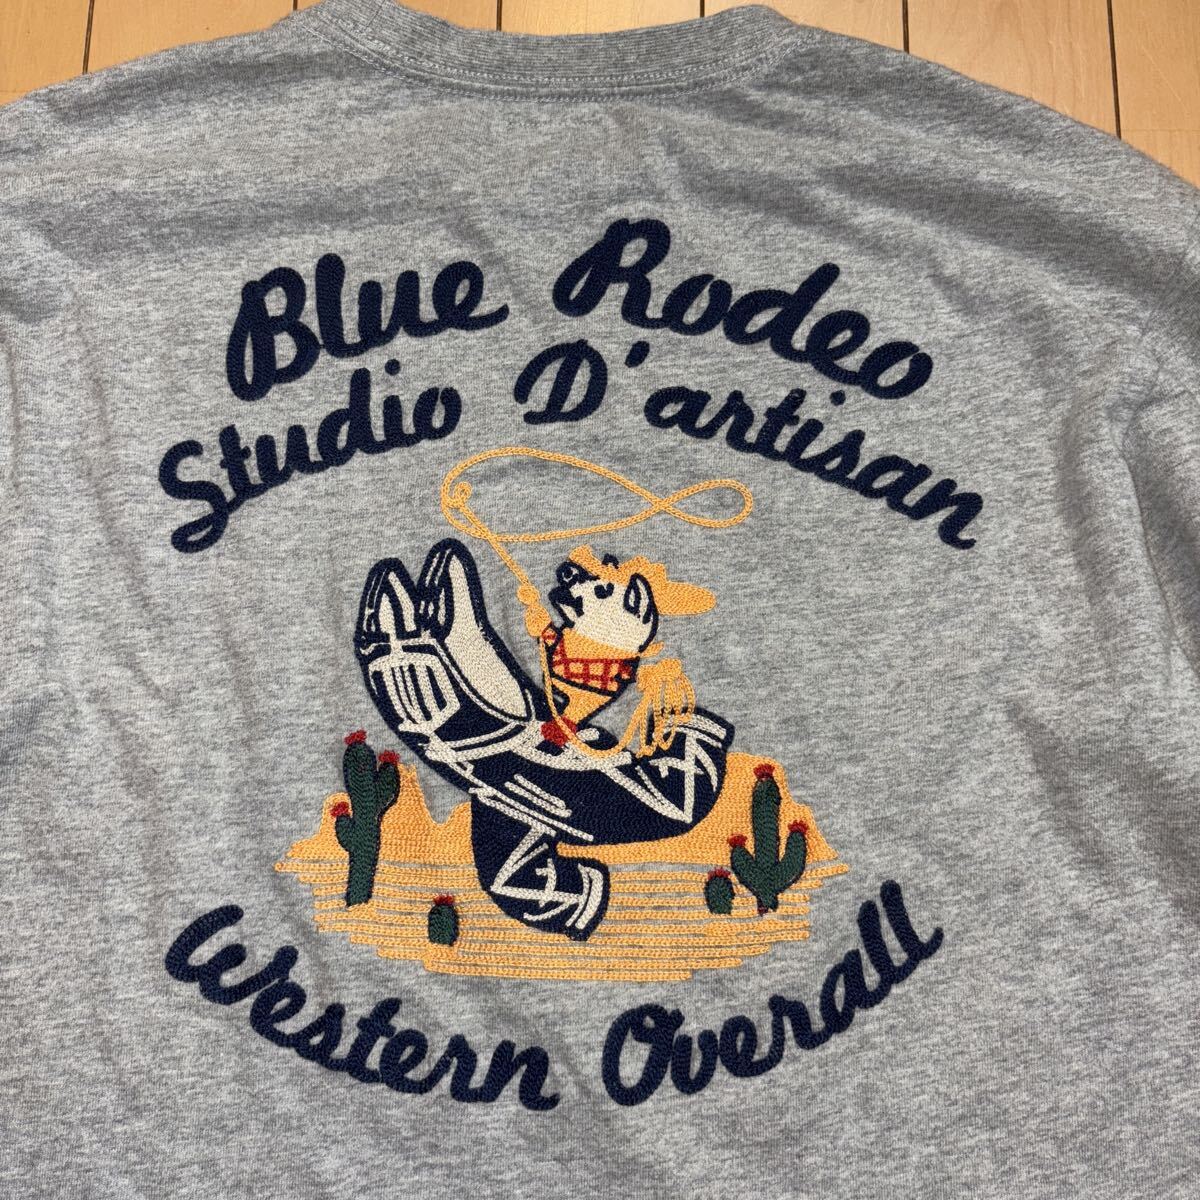 Blue Rodeo
Studio D'artisan
Western Overall